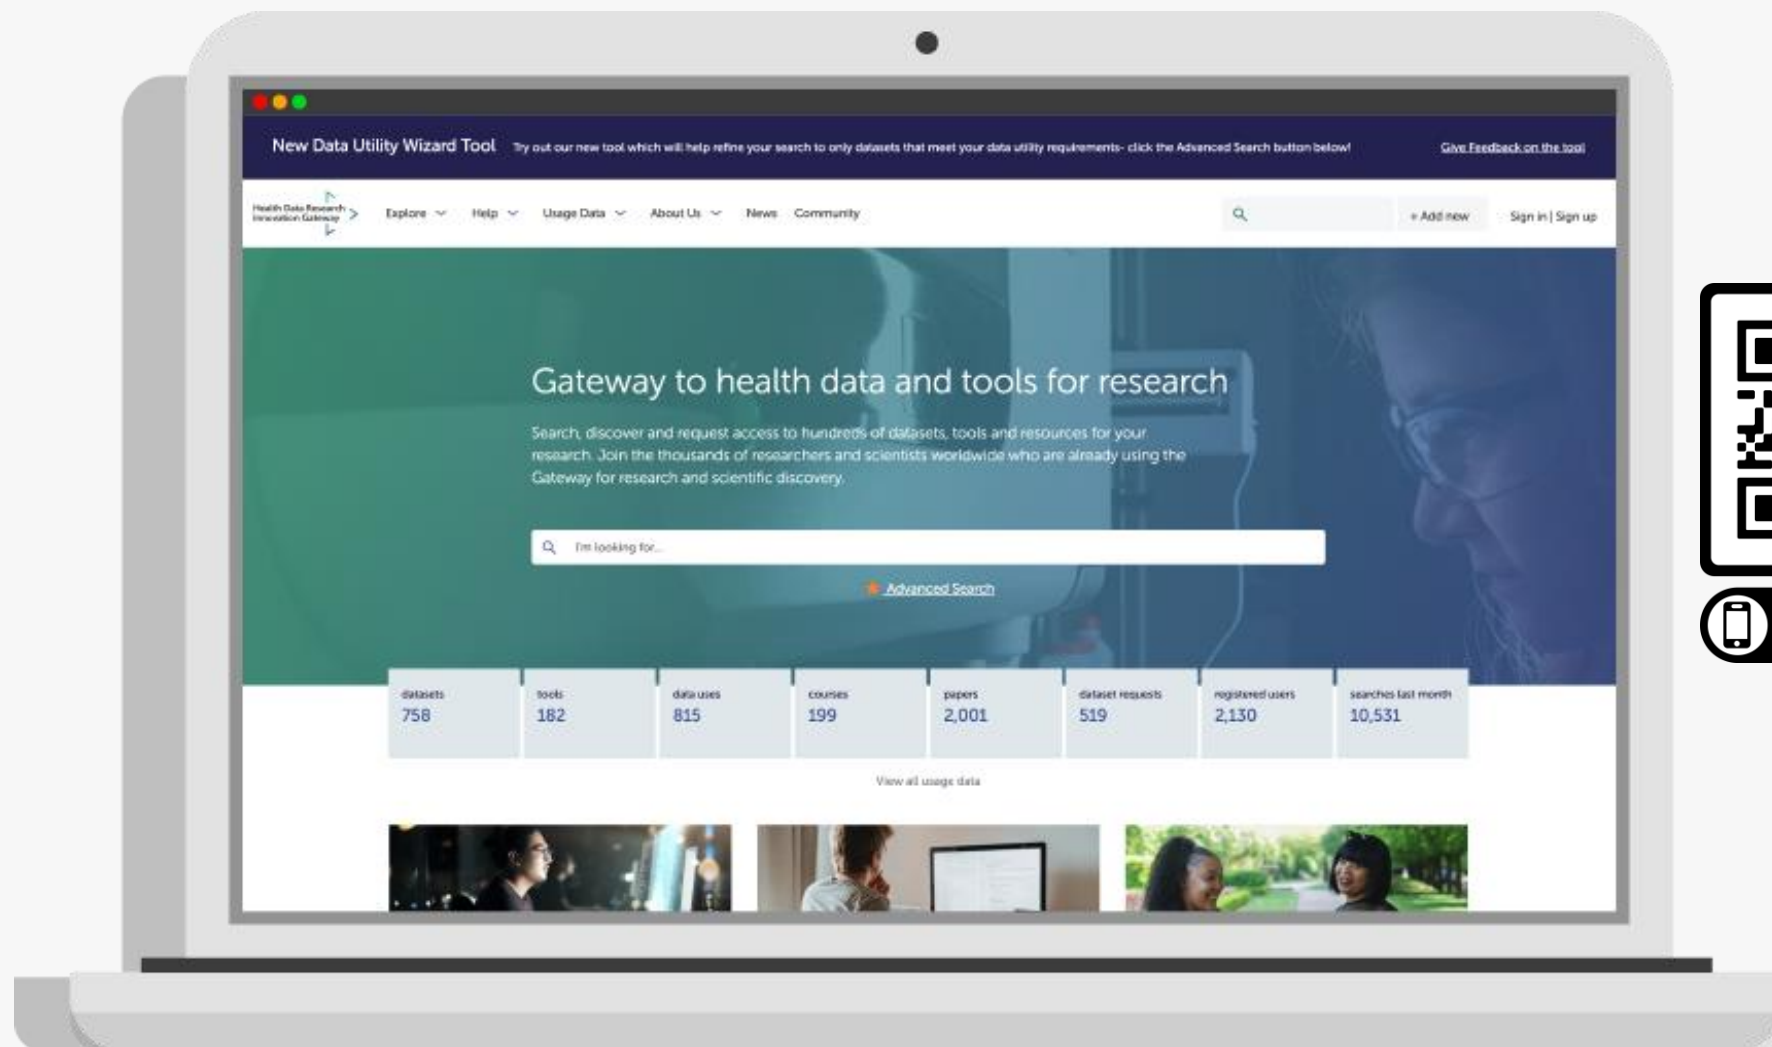 New Data Utility Wizard Tool Try out our new tool which will help refine your search to only datasets that meet your data utility requirements- click the Advanced Search button below! Give Feedback on the tool
Health Data Research
Innovation Gateway
Explore Help Usage Data About Us News Community + Add new Sign in | Sign up
Gateway to health data and tools for research
Search, discover and request access to hundreds of datasets, tools and resources for your
research. Join the thousands of researchers and scientists worldwide who are already using the
Gateway for research and scientific discovery.
I'm looking for...
Advanced Search
datasets tools data uses courses papers dataset requests registered users searches last month
758 182 815 199 2,001 519 2,130 10,531
View all usage data